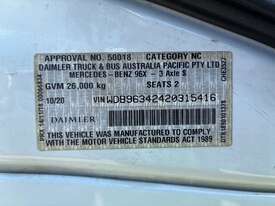 APPROVAL NO. 56018 CATEGORY NC
DAIMLER TRUCK & BUS AUSTRALIA PACIFIC PTY LTD
MERCEDES-BENZ 96X - 3 Axle S
GVM 26,000 kg SEATS 2
10/20 VIN WDB96342420315416
DAIMLER
THIS VEHICLE WAS MANUFACTURED TO COMPLY
WITH THE MOTOR VEHICLE STANDARDS ACT 1989